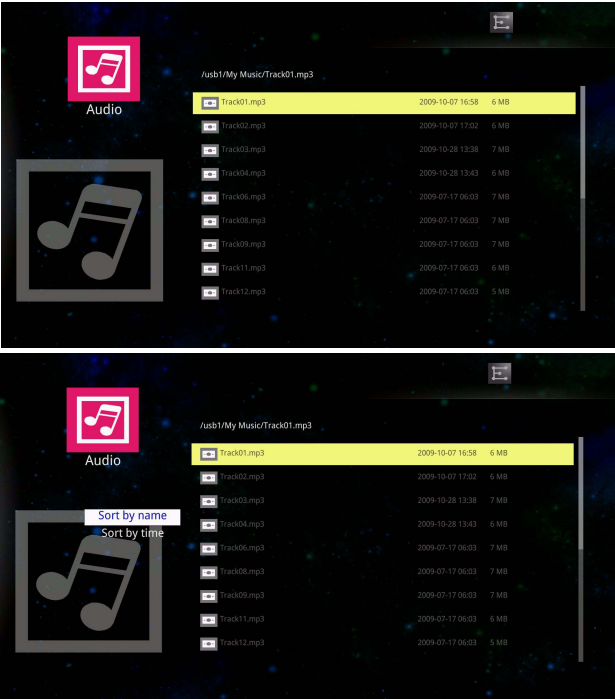 /usb1/My Music/Track01.mp3
Audio
Track01.mp3 2009-10-07 16:58 6 MB
Track02.mp3 2009-10-07 17:02 6 MB
Track03.mp3 2009-10-28 13:38 7 MB
Track04.mp3 2009-10-28 13:43 6 MB
Track06.mp3 2009-07-17 06:03 7 MB
Track08.mp3 2009-07-17 06:03 7 MB
Track09.mp3 2009-07-17 06:03 7 MB
Track11.mp3 2009-07-17 06:03 6 MB
Track12.mp3 2009-07-17 06:03 5 MB
/usb1/My Music/Track01.mp3
Audio
Sort by name
Sort by time
Track01.mp3 2009-10-07 16:58 6 MB
Track02.mp3 2009-10-07 17:02 6 MB
Track03.mp3 2009-10-28 13:38 7 MB
Track04.mp3 2009-10-28 13:43 6 MB
Track06.mp3 2009-07-17 06:03 7 MB
Track08.mp3 2009-07-17 06:03 7 MB
Track09.mp3 2009-07-17 06:03 7 MB
Track11.mp3 2009-07-17 06:03 6 MB
Track12.mp3 2009-07-17 06:03 5 MB